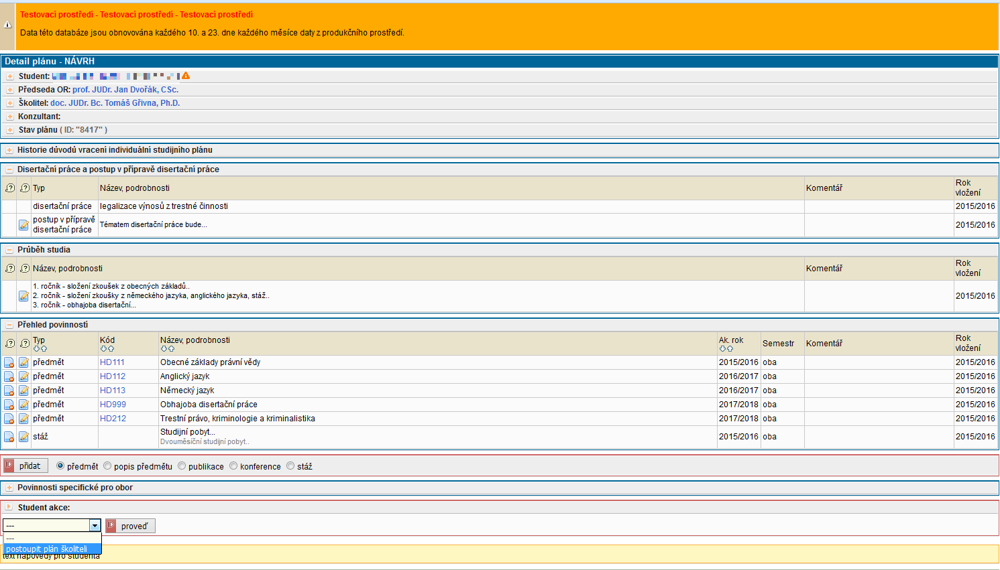 Testovací prostředí - Testovací prostředí - Testovací prostředí
Data této databáze jsou obnovována každého 10. a 23. dne každého měsíce daty z produkčního prostředí.
Detail plánu - NÁVRH
Student:
Předseda OR: prof. JUDr. Jan Dvořák, CSc.
Školitel: doc. JUDr. Bc. Tomáš Gřivna, Ph.D.
Konzultant:
Stav plánu ( ID: "8417" )
Historie důvodů vracení individuální studijního plánu
Disertační práce a postup v přípravě disertační práce
Typ Název, podrobnosti Komentář Rok vložení
disertační práce legalizace výnosů z trestné činnosti 2015/2016
postup v přípravě disertační práce Tématem disertační práce bude... 2015/2016
Průběh studia
Název, podrobnosti Komentář Rok vložení
1. ročník - složení zkoušek z obecných základů..
2. ročník - složení zkoušky z německého jazyka, anglického jazyka, stáž..
3. ročník - obhajoba disertační...
2015/2016
Přehled povinností
Typ Kód Název, podrobnosti Ak. rok Semestr Komentář Rok vložení
předmět HD111 Obecné základy právní vědy 2015/2016 oba 2015/2016
předmět HD112 Anglický jazyk 2016/2017 oba 2015/2016
předmět HD113 Německý jazyk 2016/2017 oba 2015/2016
předmět HD999 Obhajoba disertační práce 2017/2018 oba 2015/2016
předmět HD212 Trestní právo, kriminologie a kriminalistika 2017/2018 oba 2015/2016
stáž Studijní pobyt... 2015/2016 oba 2015/2016
Dvouměsíční studijní pobyt..
přidat předmět popis předmětu publikace konference stáž
Povinnosti specifické pro obor
Student akce:
--- proveď
---
postoupit plán školiteli
text nápovědy pro studenta